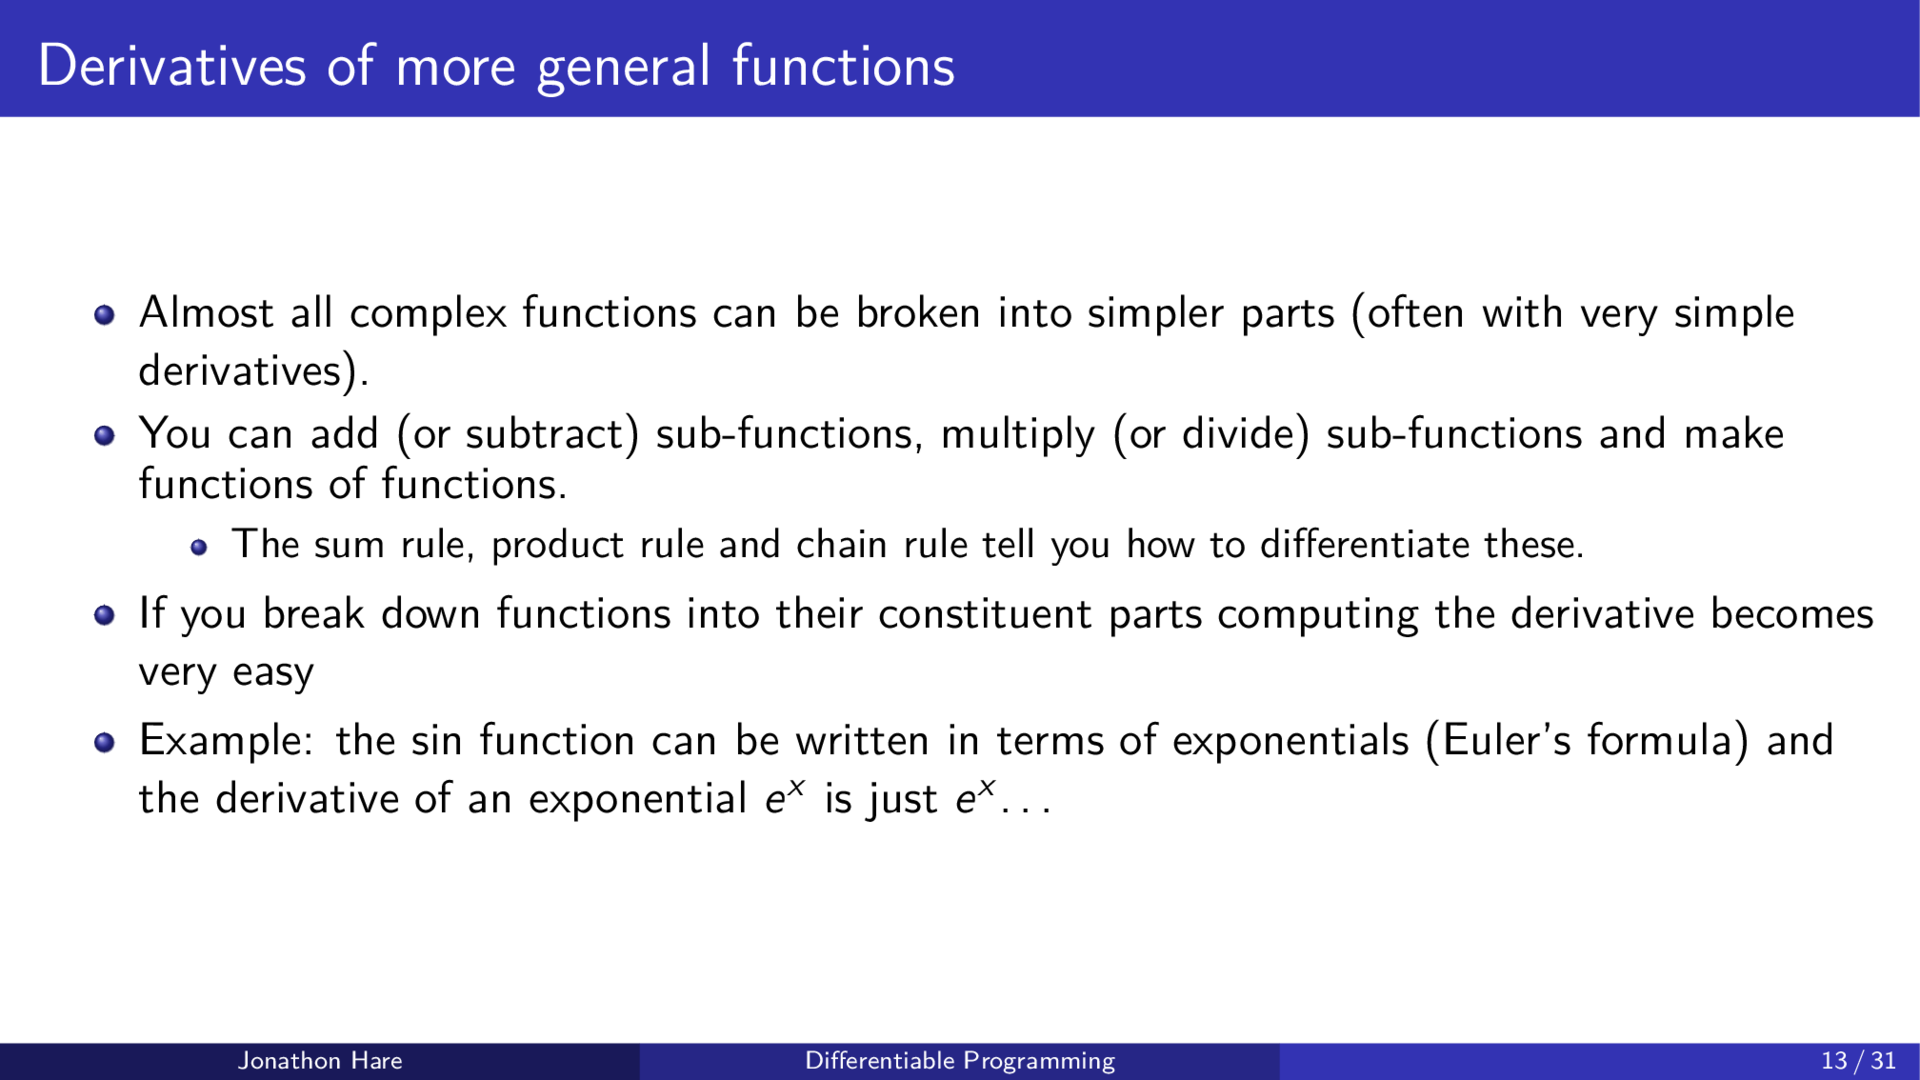 Derivatives of more general functions
Almost all complex functions can be broken into simpler parts (often with very simple
derivatives).
You can add (or subtract) sub-functions, multiply (or divide) sub-functions and make
functions of functions.
The sum rule, product rule and chain rule tell you how to differentiate these.
If you break down functions into their constituent parts computing the derivative becomes
very easy
Example: the sin function can be written in terms of exponentials (Euler's formula) and
the derivative of an exponential eˣ is just eˣ...
Jonathon Hare
Differentiable Programming
13 / 31